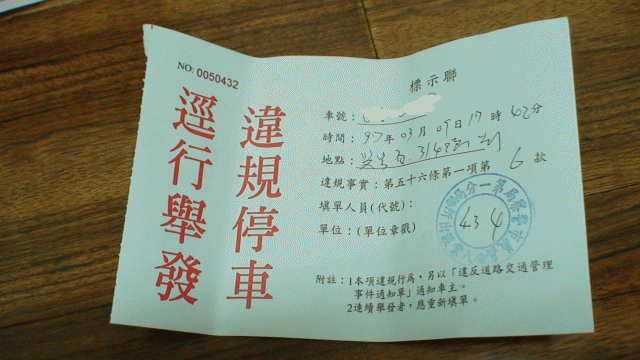 NO: 0050432
標示聯
違規停車
逕行舉發
車號：
時間：97年03月09日17時42分
地點：3148
違規事實：第五十六條第一項第6款
填單人員(代號)：
434
單位：(單位章戳)
附註：1本項違規行為，另以「違反道路交通管理
事件通知單」通知車主。
2連續舉發者，應重新填單。